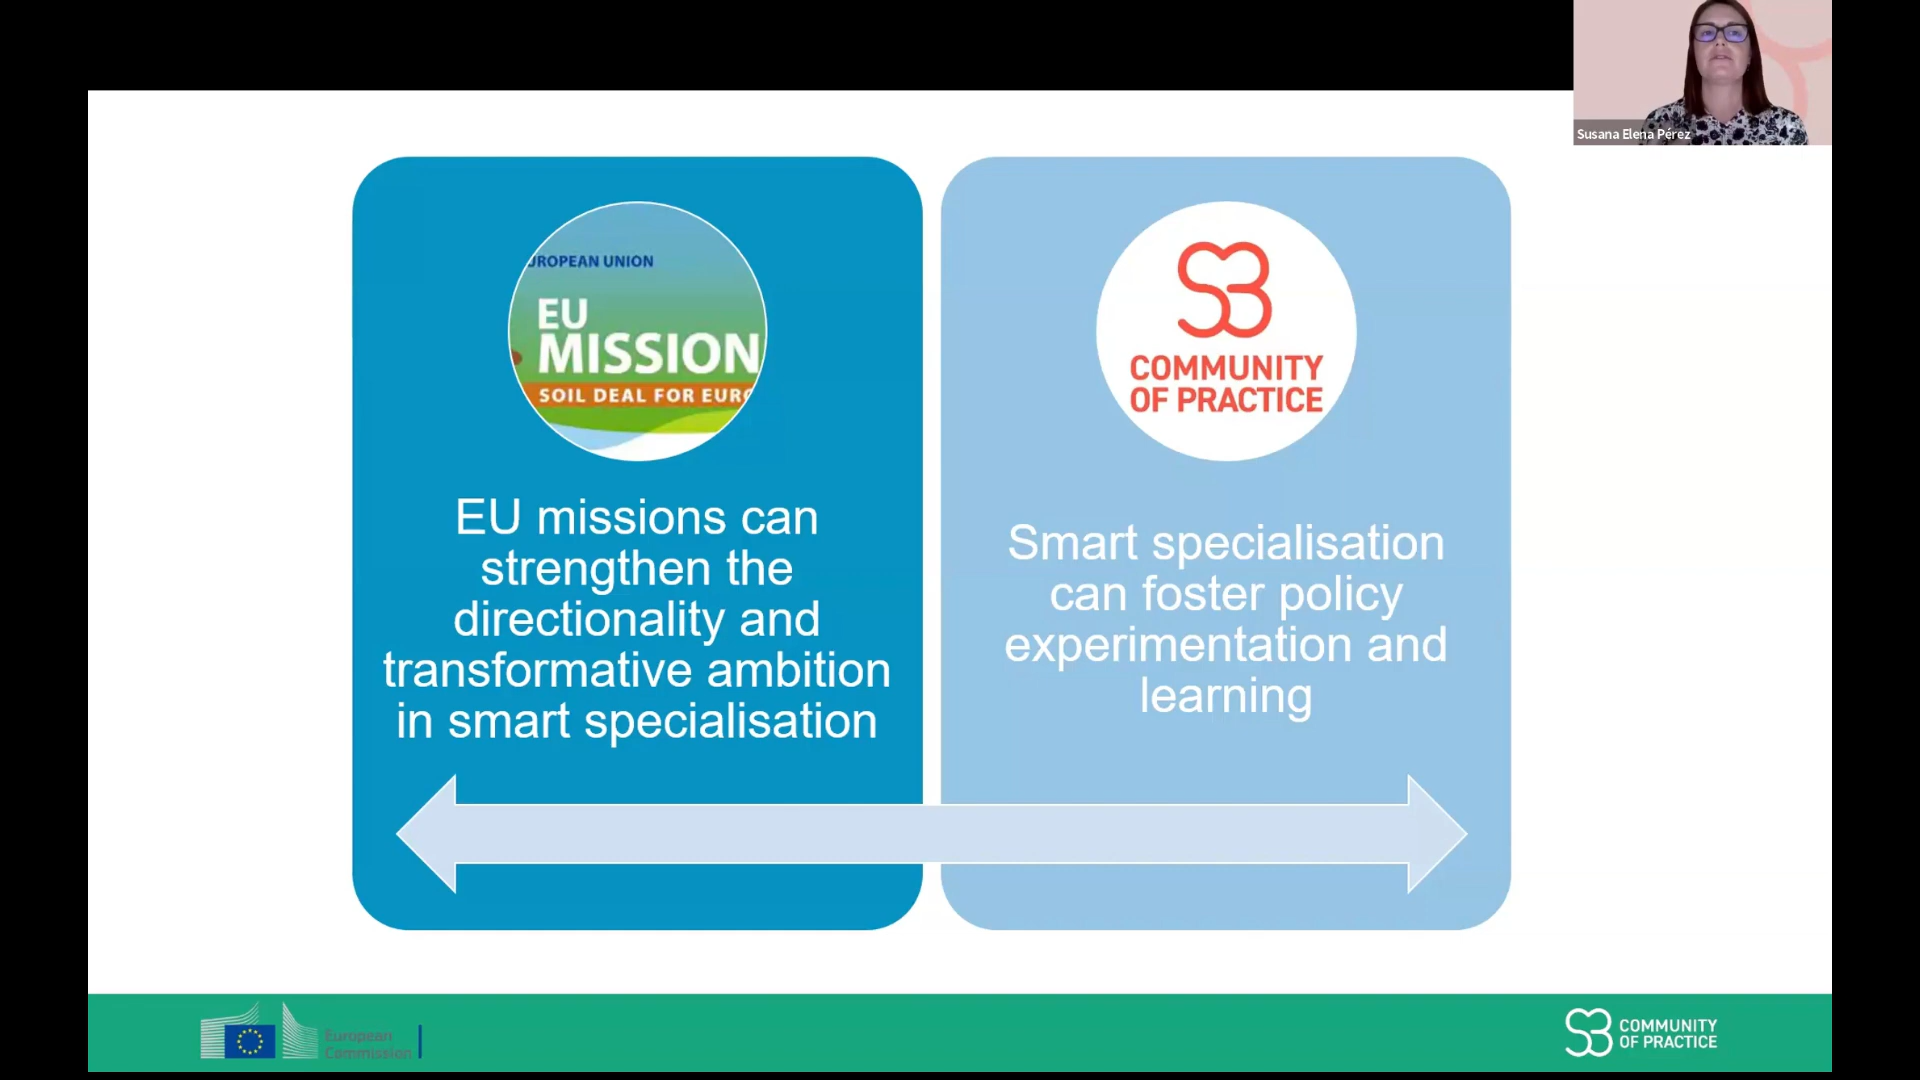 Susana Elena Pérez
UROPEAN UNION
EU
MISSION
SOIL DEAL FOR EURO
EU missions can
strengthen the
directionality and
transformative ambition
in smart specialisation
S3
COMMUNITY
OF PRACTICE
Smart specialisation
can foster policy
experimentation and
learning
European
Commission
S3
COMMUNITY
OF PRACTICE